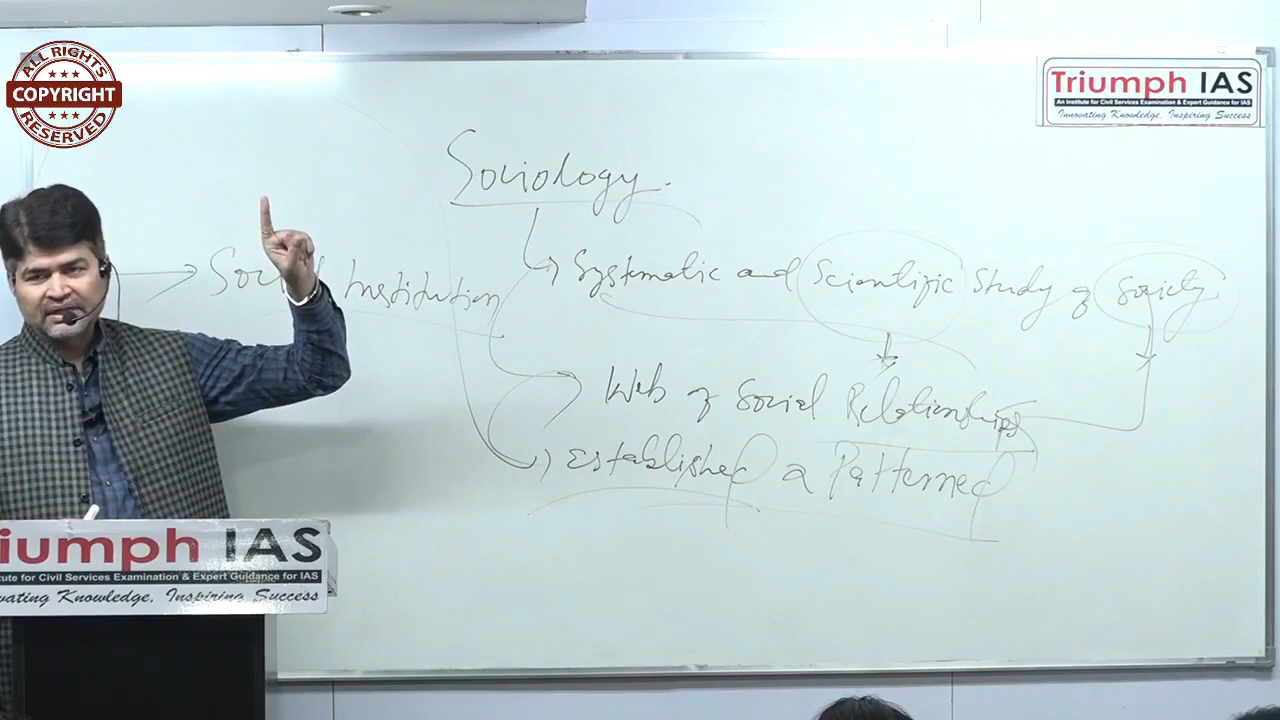 ALL RIGHTS
COPYRIGHT
RESERVED
Triumph IAS
An Institute for Civil Services Examination & Expert Guidance for IAS
Innovating Knowledge, Inspiring Success
Sociology.
Systematic and Scientific Study of Society
Institution
Web of Social Relationships
Established & Patterned
iumph IAS
tute for Civil Services Examination & Expert Guidance for IAS
vating Knowledge, Inspiring Success